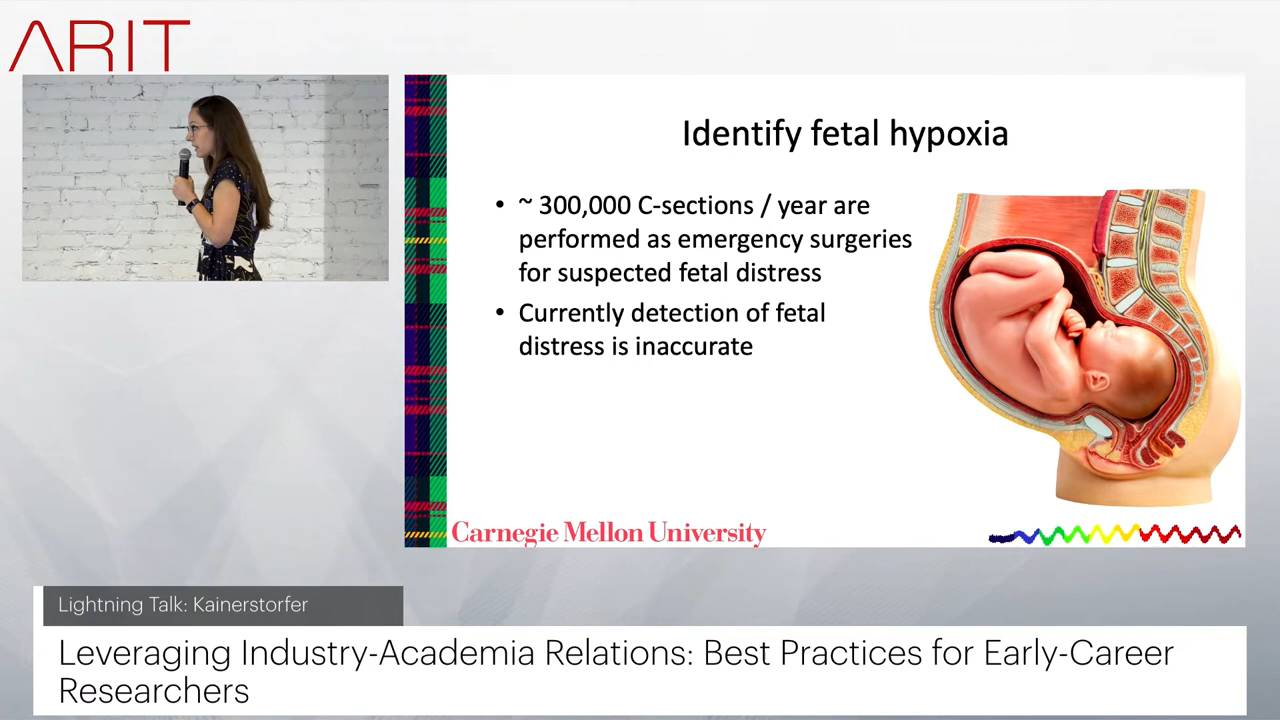 ARIT
Identify fetal hypoxia
• ~ 300,000 C-sections / year are
performed as emergency surgeries
for suspected fetal distress
• Currently detection of fetal
distress is inaccurate
Carnegie Mellon University
Lightning Talk: Kainerstorfer
Leveraging Industry-Academia Relations: Best Practices for Early-Career
Researchers